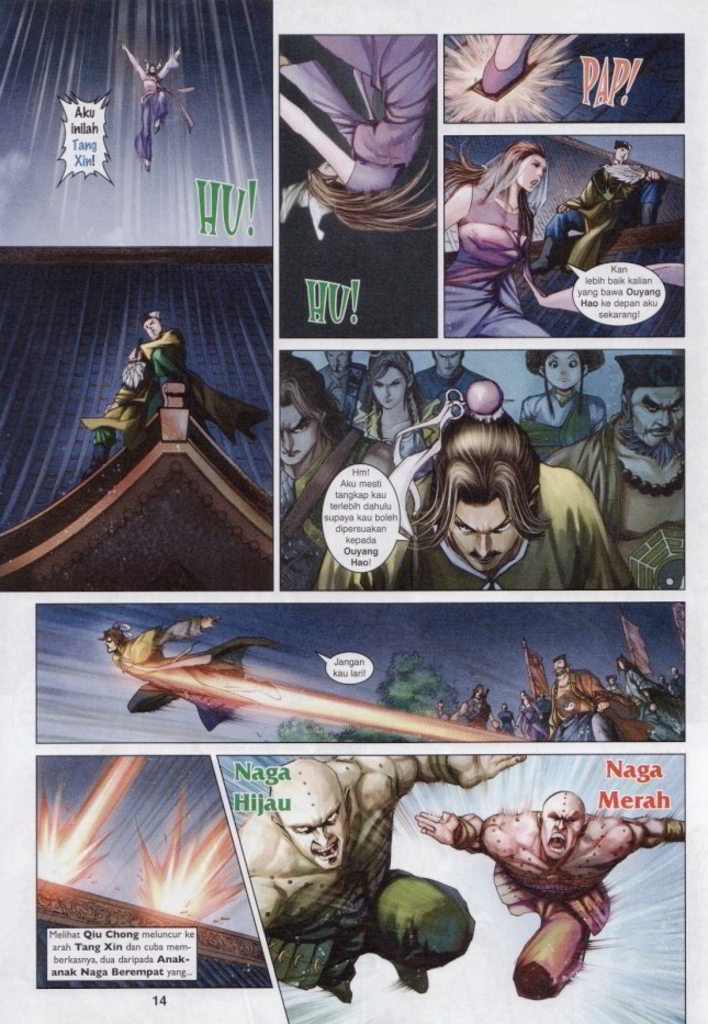 Aku
inilah
Tang
Xin!
HU!
HU!
PAP!
Kan
lebih baik kalian
yang bawa Ouyang
Hao ke depan aku
sekarang!
Hm!
Aku mesti
tangkap kau
terlebih dahulu
supaya kau boleh
dipersuakan
kepada
Ouyang
Hao!
Jangan
kau lari!
Melihat Qiu Chong meluncur ke
arah Tang Xin dan cuba mem-
berkasnya, dua daripada Anak-
anak Naga Berempat yang...
Naga
Hijau
Naga
Merah
14